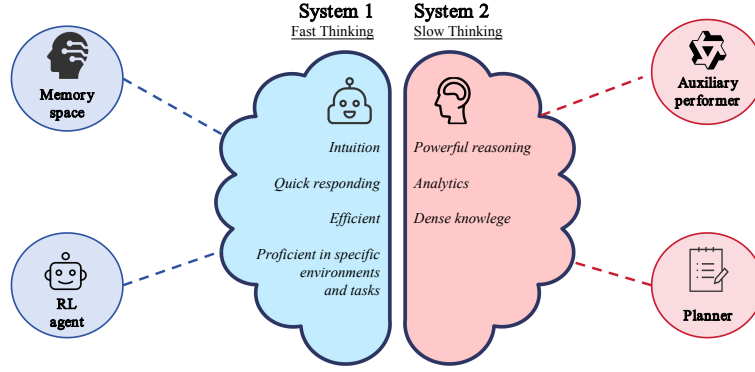 System 1
Fast Thinking
System 2
Slow Thinking
Memory
space
Auxiliary
performer
Intuition
Quick responding
Efficient
Proficient in specific
environments
and tasks
Powerful reasoning
Analytics
Dense knowlege
RL
agent
Planner